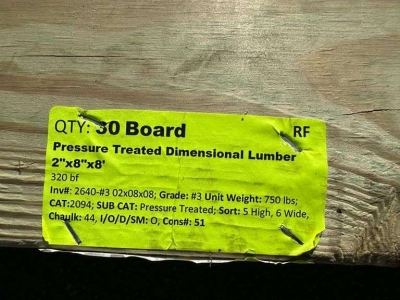 QTY: 30 Board RF
Pressure Treated Dimensional Lumber
2"x8"x8'
320 bf
Inv#: 2640-#3 02x08x08; Grade: #3 Unit Weight: 750 lbs;
CAT:2094; SUB CAT: Pressure Treated; Sort: 5 High, 6 Wide,
Chaulk: 44, I/O/D/SM: O, Cons#: 51